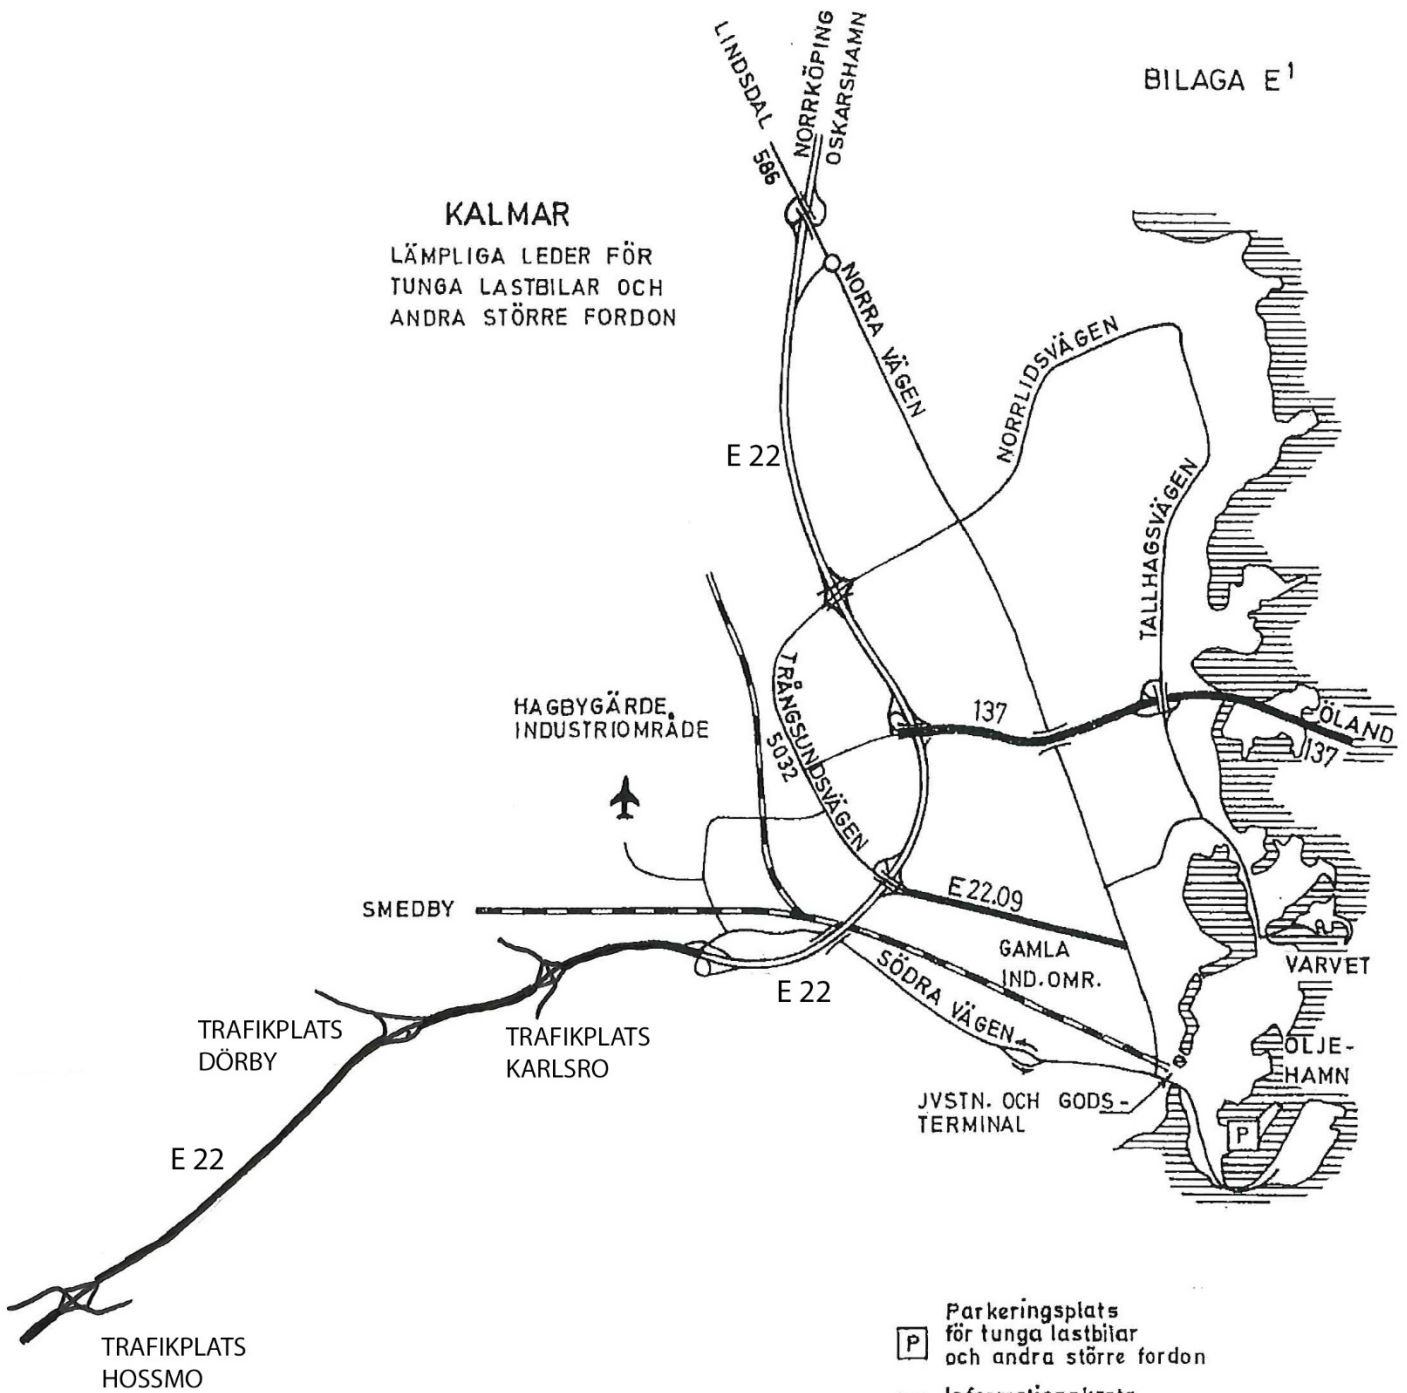 BILAGA E¹
LINDSDAL
586
NORRKÖPING
OSKARSHAMN
KALMAR
LÄMPLIGA LEDER FÖR
TUNGA LASTBILAR OCH
ANDRA STÖRRE FORDON
NORRA VÄGEN
NORRLIDSVÄGEN
E 22
TALLHAGSVÄGEN
TRÅNGSUNDSVÄGEN
5032
HAGBYGÄRDE
INDUSTRIOMRÅDE
137
ÖLAND
137
SMEDBY
E 22.09
GAMLA
IND. OMR.
VARVET
E 22
SÖDRA VÄGEN
TRAFIKPLATS
DÖRBY
TRAFIKPLATS
KARLSRO
OLJE-
HAMN
JVSTN. OCH GODS-
TERMINAL
P
E 22
TRAFIKPLATS
HOSSMO
P
Parkeringsplats
för tunga lastbilar
och andra större fordon